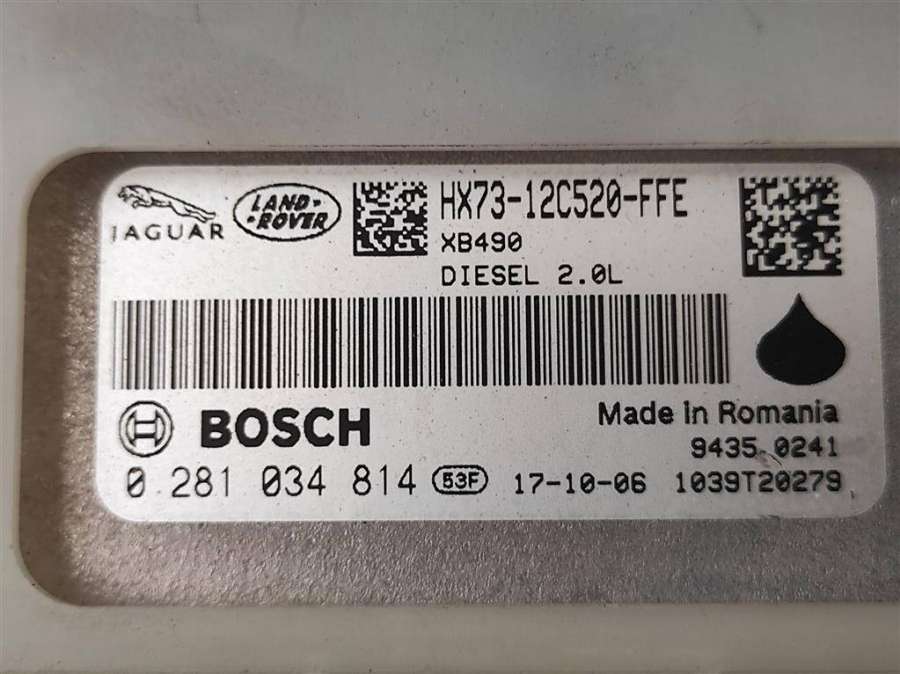 JAGUAR
LAND-
-ROVER
HX73-12C520-FFE
XB490
DIESEL 2.0L
BOSCH
Made in Romania
9435 0241
0 281 034 814 53F 17-10-06 1039T20279